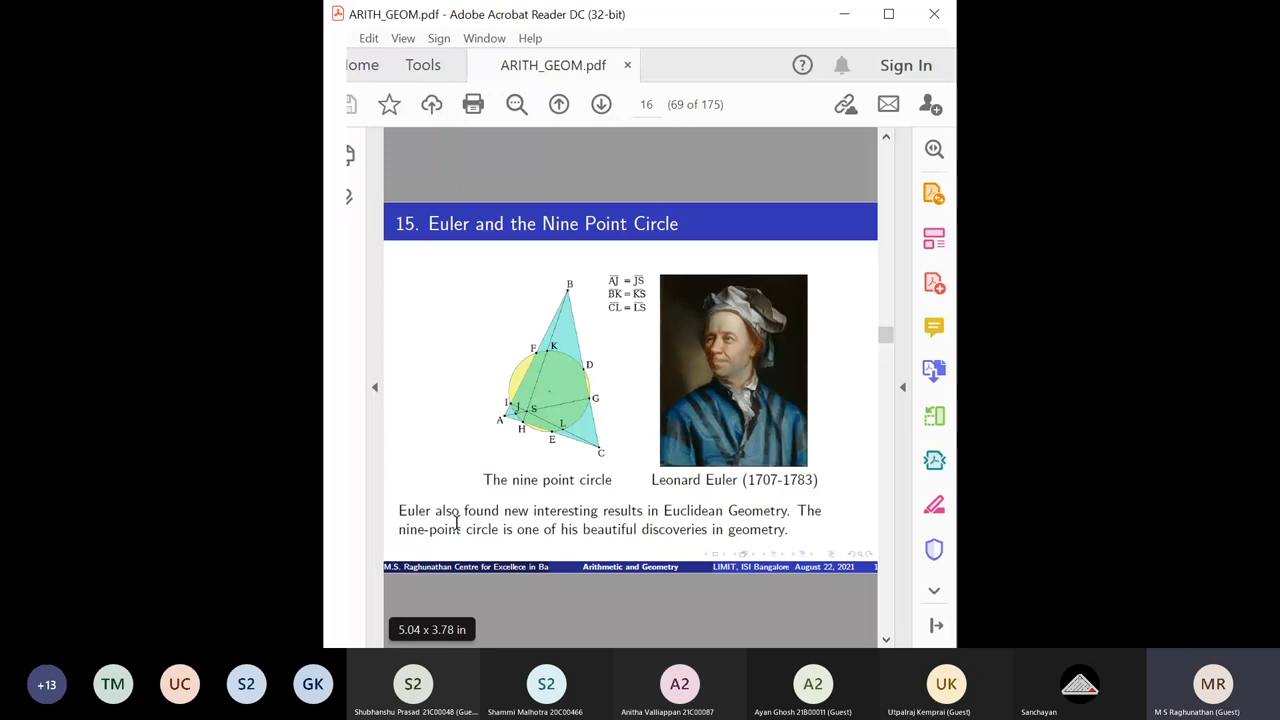 ARITH_GEOM.pdf - Adobe Acrobat Reader DC (32-bit)
Edit View Sign Window Help
ome Tools ARITH_GEOM.pdf × Sign In
16 (69 of 175)
15. Euler and the Nine Point Circle
AJ = JS
BK = KS
CL = LS
B
F K
D
I J S G
A H L
E C
The nine point circle Leonard Euler (1707-1783)
Euler also found new interesting results in Euclidean Geometry. The
nine-point circle is one of his beautiful discoveries in geometry.
M.S. Raghunathan Centre for Excellece in Ba Arithmetic and Geometry LIMIT, ISI Bangalore August 22, 2021 1
5.04 x 3.78 in
+13 TM UC S2 GK S2 S2 A2 A2 UK MR
Shubhanshu Prasad 21C00048 (Gue... Shammi Malhotra 20C00466 Anitha Valliappan 21C00087 Ayan Ghosh 21B00011 (Guest) Utpalraj Kemprai (Guest) Sanchayan M S Raghunathan (Guest)